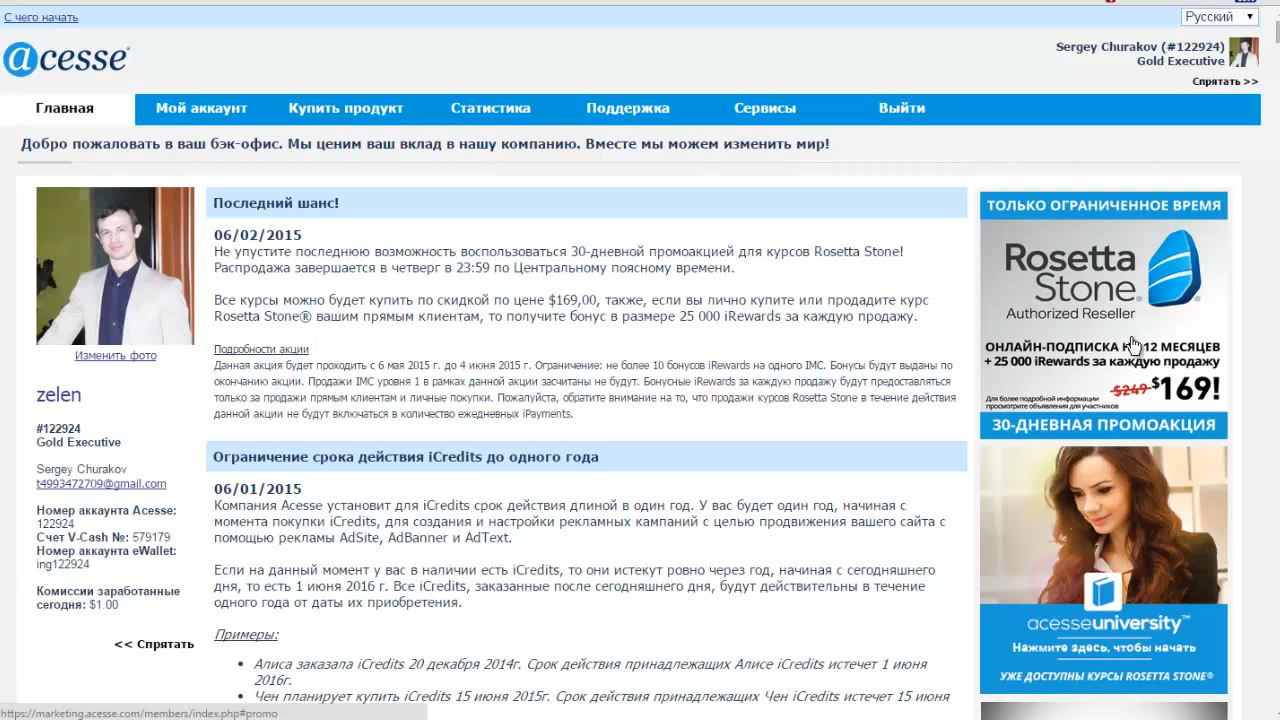 С чего начать
Русский
@cesse
Sergey Churakov (#122924)
Gold Executive
Спрятать >>
Главная
Мой аккаунт
Купить продукт
Статистика
Поддержка
Сервисы
Выйти
Добро пожаловать в ваш бэк-офис. Мы ценим ваш вклад в нашу компанию. Вместе мы можем изменить мир!
Изменить фото
zelen
#122924
Gold Executive
Sergey Churakov
t4993472709@gmail.com
Номер аккаунта Acesse:
122924
Счет V-Cash №: 579179
Номер аккаунта eWallet:
ing122924
Комиссии заработанные
сегодня: $1.00
<< Спрятать
Последний шанс!
06/02/2015
Не упустите последнюю возможность воспользоваться 30-дневной промоакцией для курсов Rosetta Stone!
Распродажа завершается в четверг в 23:59 по Центральному поясному времени.
Все курсы можно будет купить по скидкой по цене $169,00, также, если вы лично купите или продадите курс
Rosetta Stone® вашим прямым клиентам, то получите бонус в размере 25 000 iRewards за каждую продажу.
Подробности акции
Данная акция будет проходить с 6 мая 2015 г. до 4 июня 2015 г. Ограничение: не более 10 бонусов iRewards на одного IMC. Бонусы будут выданы по
окончанию акции. Продажи IMC уровня 1 в рамках данной акции засчитаны не будут. Бонусные iRewards за каждую продажу будут предоставляться
только за продажи прямым клиентам и личные покупки. Пожалуйста, обратите внимание на то, что продажи курсов Rosetta Stone в течение действия
данной акции не будут включаться в количество ежедневных iPayments.
Ограничение срока действия iCredits до одного года
06/01/2015
Компания Acesse установит для iCredits срок действия длиной в один год. У вас будет один год, начиная с
момента покупки iCredits, для создания и настройки рекламных кампаний с целью продвижения вашего сайта с
помощью рекламы AdSite, AdBanner и AdText.
Если на данный момент у вас в наличии есть iCredits, то они истекут ровно через год, начиная с сегодняшнего
дня, то есть 1 июня 2016 г. Все iCredits, заказанные после сегодняшнего дня, будут действительны в течение
одного года от даты их приобретения.
Примеры:
• Алиса заказала iCredits 20 декабря 2014г. Срок действия принадлежащих Алисе iCredits истечет 1 июня
2016г.
• Чен планирует купить iCredits 15 июня 2015г. Срок действия принадлежащих Чен iCredits истечет 15 июня
ТОЛЬКО ОГРАНИЧЕННОЕ ВРЕМЯ
Rosetta
Stone®
Authorized Reseller
ОНЛАЙН-ПОДПИСКА 12 МЕСЯЦЕВ
+ 25 000 iRewards за каждую продажу
Для более подробной информации
просмотрите объявления для участников
$249 $169!
30-ДНЕВНАЯ ПРОМОАКЦИЯ
acesseuniversity™
Нажмите здесь, чтобы начать
УЖЕ ДОСТУПНЫ КУРСЫ ROSETTA STONE®
https://marketing.acesse.com/members/index.php#promo